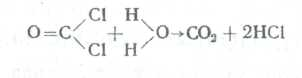 Cl H
O=C + O→CO₂ + 2HCl
Cl H